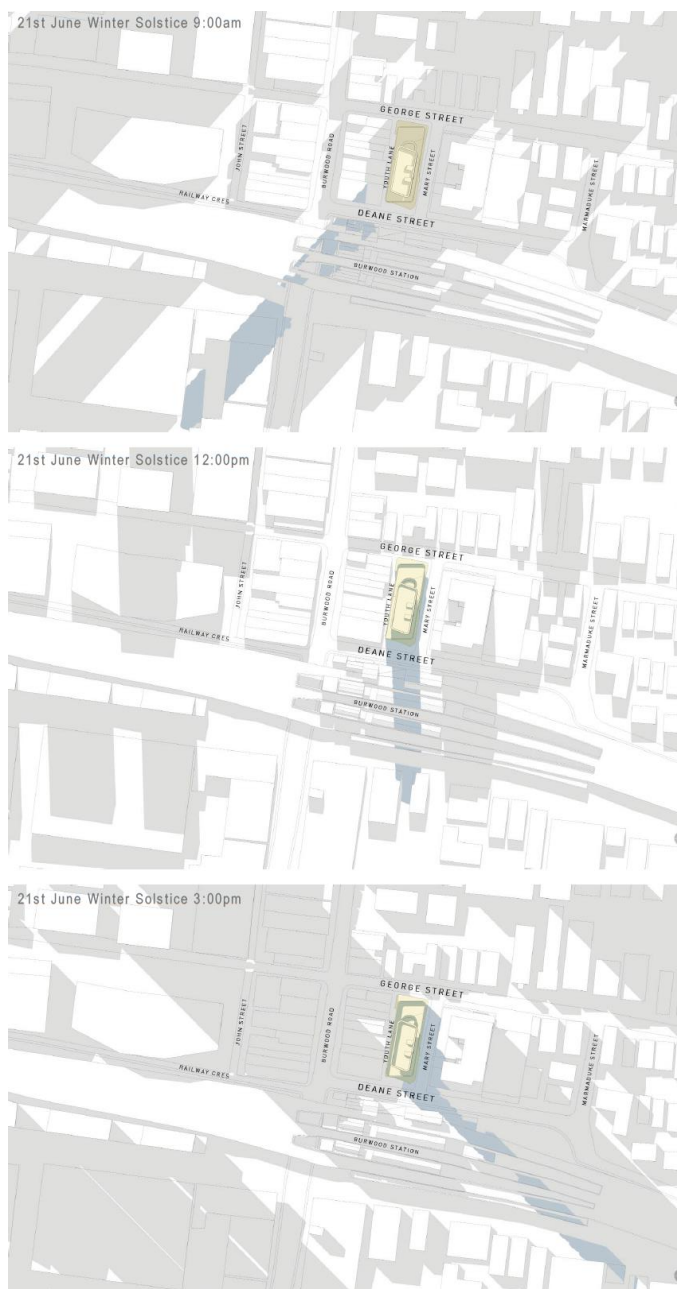 21st June Winter Solstice 9:00am
GEORGE STREET
JOHN STREET
BURWOOD ROAD
YOUTH LANE
MARY STREET
MARMADUKE STREET
RAILWAY CRES
DEANE STREET
BURWOOD STATION
21st June Winter Solstice 12:00pm
GEORGE STREET
JOHN STREET
BURWOOD ROAD
YOUTH LANE
MARY STREET
MARMADUKE STREET
RAILWAY CRES
DEANE STREET
BURWOOD STATION
21st June Winter Solstice 3:00pm
GEORGE STREET
JOHN STREET
BURWOOD ROAD
YOUTH LANE
MARY STREET
MARMADUKE STREET
RAILWAY CRES
DEANE STREET
BURWOOD STATION